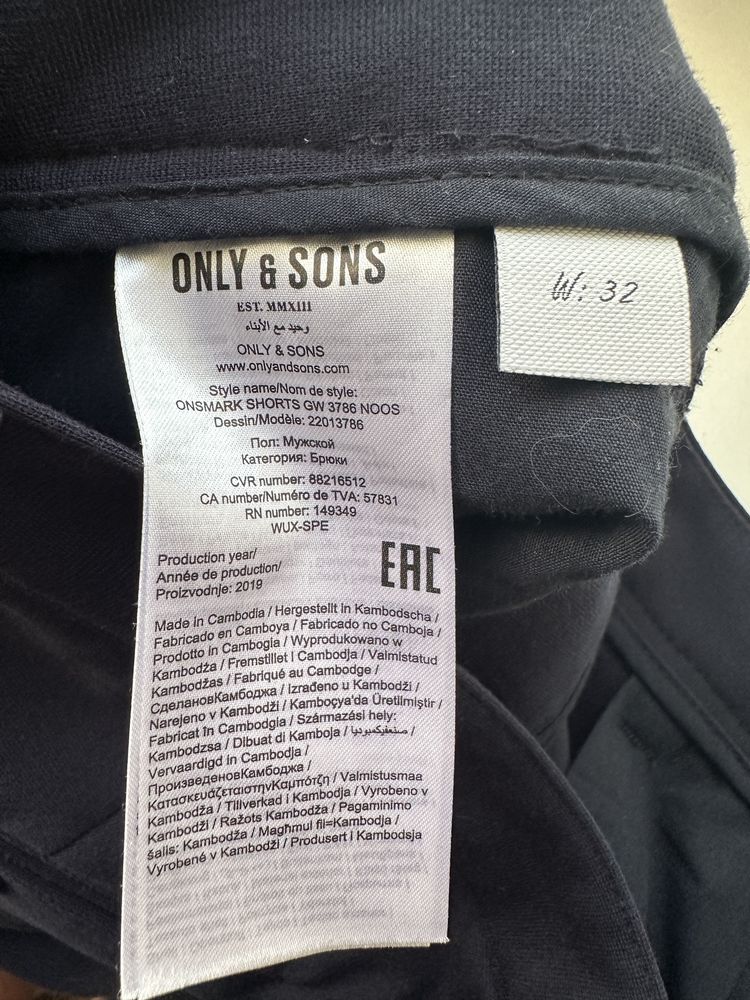 ONLY & SONS
EST. MMXIII
وحيد مع الأبناء
ONLY & SONS
www.onlyandsons.com
Style name/Nom de style:
ONSMARK SHORTS GW 3786 NOOS
Dessin/Modèle: 22013786
Пол: Мужской
Категория: Брюки
CVR number: 88216512
CA number/Numéro de TVA: 57831
RN number: 149349
WUX-SPE
Production year/
Année de production/
Proizvodnje: 2019
EAC
Made in Cambodia / Hergestellt in Kambodscha /
Fabricado en Camboya / Fabricado no Camboja /
Prodotto in Cambogia / Wyprodukowano w
Kambodża / Fremstillet i Cambodja / Valmistatud
Kambodžas / Fabriqué au Cambodge /
СделановКамбоджа / Izrađeno u Kambodži /
Narejeno v Kambodži / Kamboçya'da Üretilmiştir /
Fabricat în Cambodgia / Származási hely:
Kambodzsa / Dibuat di Kamboja / صنعفيكمبوديا /
Vervaardigd in Cambodja /
ПроизведеновКамбоджа /
ΚατασκευάζεταιστηνΚαμπότζη / Valmistusmaa
Kambodža / Tillverkad i Kambodja / Vyrobeno v
Kambodži / Ražots Kambodža / Pagaminimo
šalis: Kambodža / Magħmul fil=Kambodja /
Vyrobené v Kambodži / Produsert i Kambodsja
W: 32